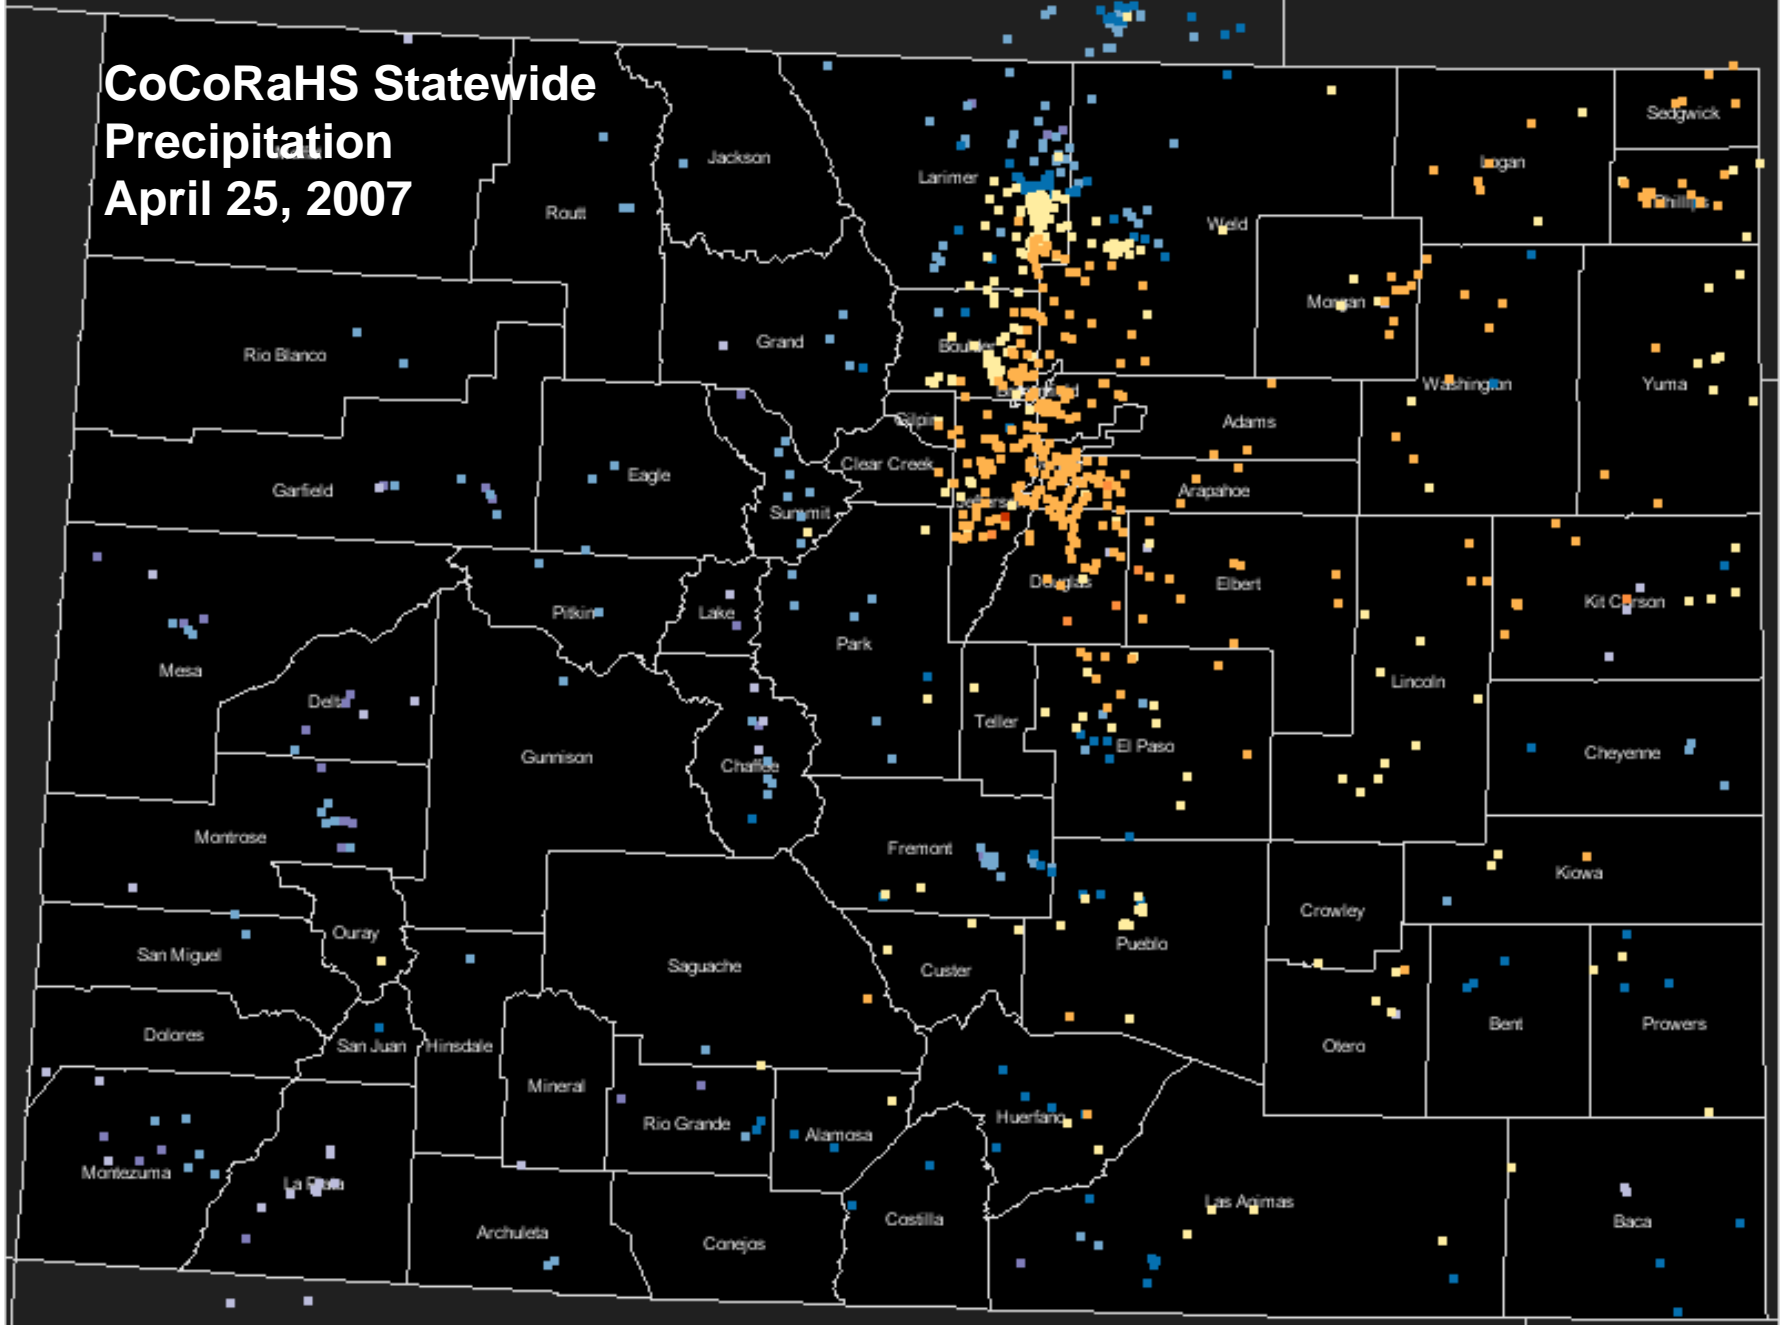 CoCoRaHS Statewide
Precipitation
April 25, 2007
Sedgwick
Jackson
Logan
Larimer
Phillips
Routt
Weld
Morgan
Grand
Boulder
Rio Blanco
Washington
Yuma
Gilpin
Adams
Clear Creek
Eagle
Garfield
Arapahoe
Jefferson
Summit
Douglas
Elbert
Kit Carson
Pitkin
Lake
Park
Mesa
Lincoln
Delta
Teller
El Paso
Cheyenne
Gunnison
Chaffee
Montrose
Fremont
Kiowa
Crowley
Ouray
Pueblo
San Miguel
Saguache
Custer
Bent
Prowers
Dolores
San Juan
Hinsdale
Otero
Mineral
Huerfano
Rio Grande
Alamosa
Montezuma
La Plata
Las Animas
Costilla
Baca
Archuleta
Conejos